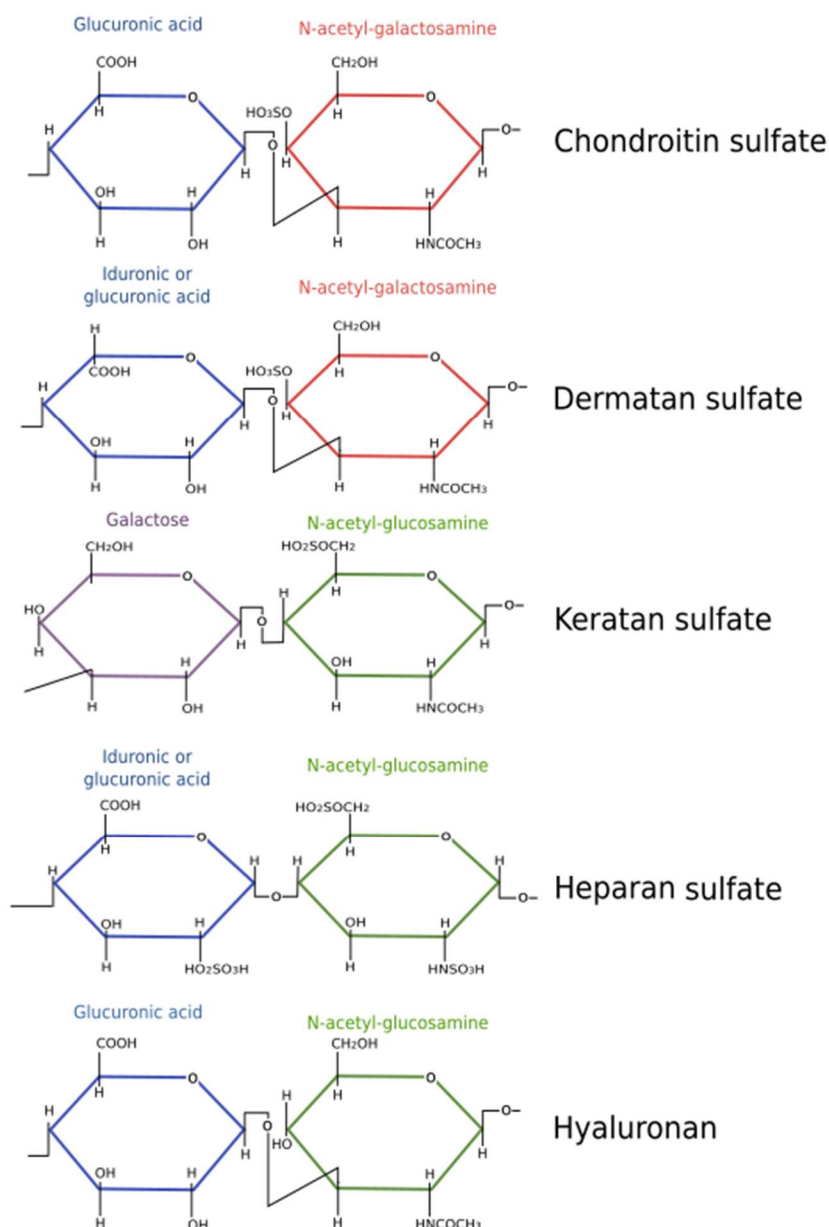 Glucuronic acid
N-acetyl-galactosamine
COOH
O
H
H
OH
H
H
OH
H
O
CH₂OH
O
H
HO₃SO
H
H
H
HNCOCH₃
H
O–
Chondroitin sulfate
Iduronic or
glucuronic acid
N-acetyl-galactosamine
H
O
COOH
H
OH
H
H
OH
H
O
CH₂OH
O
H
HO₃SO
H
H
H
HNCOCH₃
H
O–
Dermatan sulfate
Galactose
N-acetyl-glucosamine
CH₂OH
O
HO
H
H
H
OH
H
O
HO₂SOCH₂
O
H
H
OH
H
H
HNCOCH₃
H
O–
Keratan sulfate
Iduronic or
glucuronic acid
N-acetyl-glucosamine
COOH
O
H
H
OH
H
H
HO₂SO₃H
H
O
HO₂SOCH₂
O
H
H
OH
H
H
HNSO₃H
H
O–
Heparan sulfate
Glucuronic acid
N-acetyl-glucosamine
COOH
O
H
H
OH
H
H
OH
H
O
CH₂OH
O
H
H
HO
H
H
HNCOCH₃
H
O–
Hyaluronan